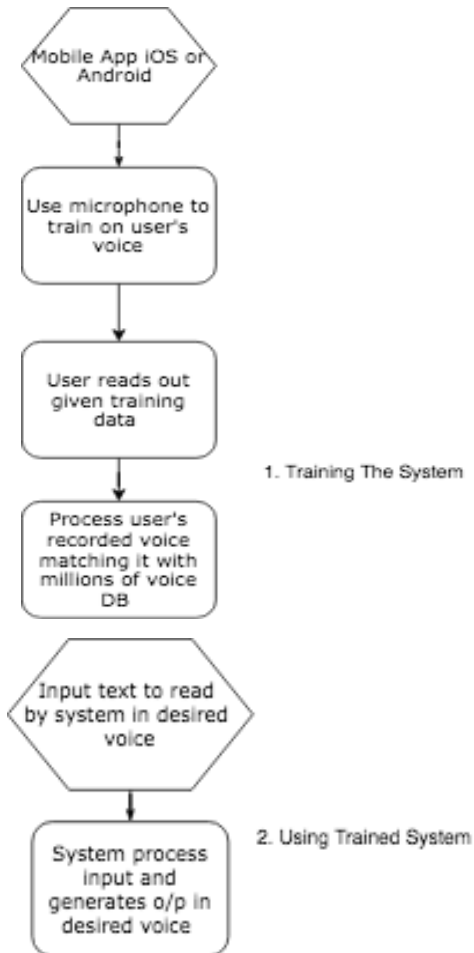 Mobile App iOS or
Android
Use microphone to
train on user's
voice
User reads out
given training
data
1. Training The System
Process user's
recorded voice
matching it with
millions of voice
DB
Input text to read
by system in desired
voice
2. Using Trained System
System process
input and
generates o/p in
desired voice